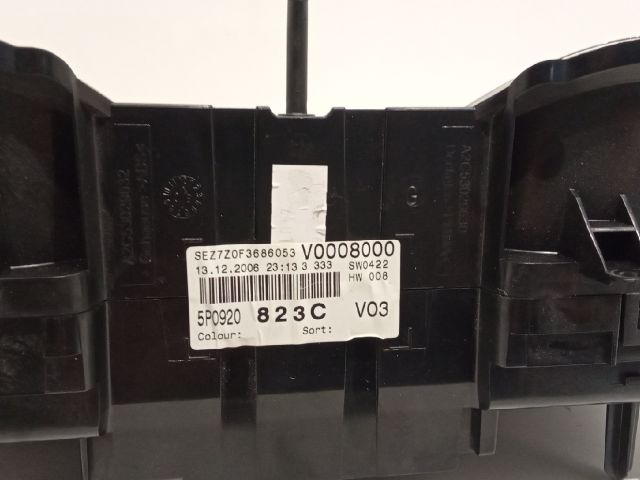 SEZ7Z0F3686053 V0008000
13.12.2006 23:13 3 333 SW0422
HW 008
5P0920 823C V03
Colour: Sort: